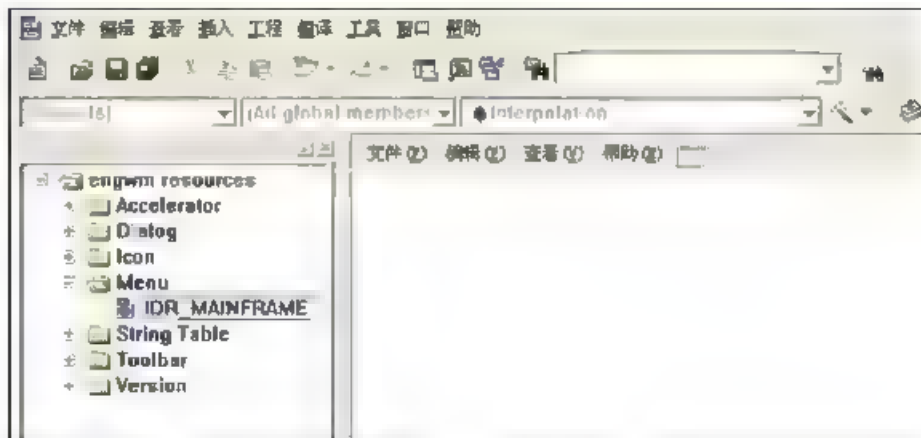 文件 编辑 查看 插入 工程 编译 工具 窗口 帮助
(All global members Interpolation
文件(F) 编辑(E) 查看(V) 帮助(H)
resources
Accelerator
Dialog
Icon
Menu
IDR_MAINFRAME
String Table
Toolbar
Version